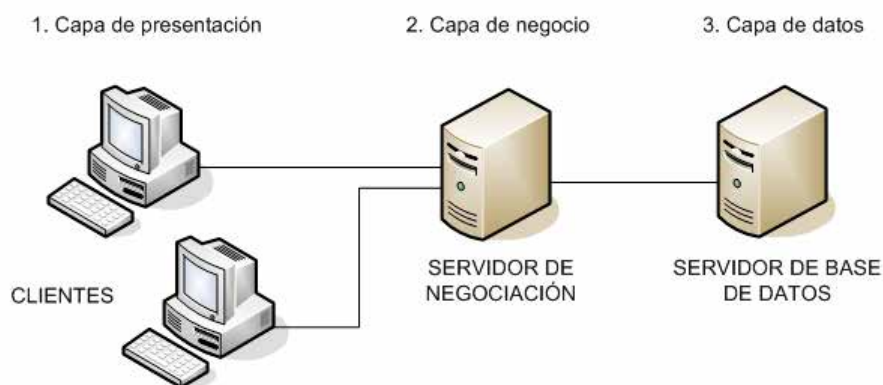 1. Capa de presentación
2. Capa de negocio
3. Capa de datos
CLIENTES
SERVIDOR DE
NEGOCIACIÓN
SERVIDOR DE BASE
DE DATOS